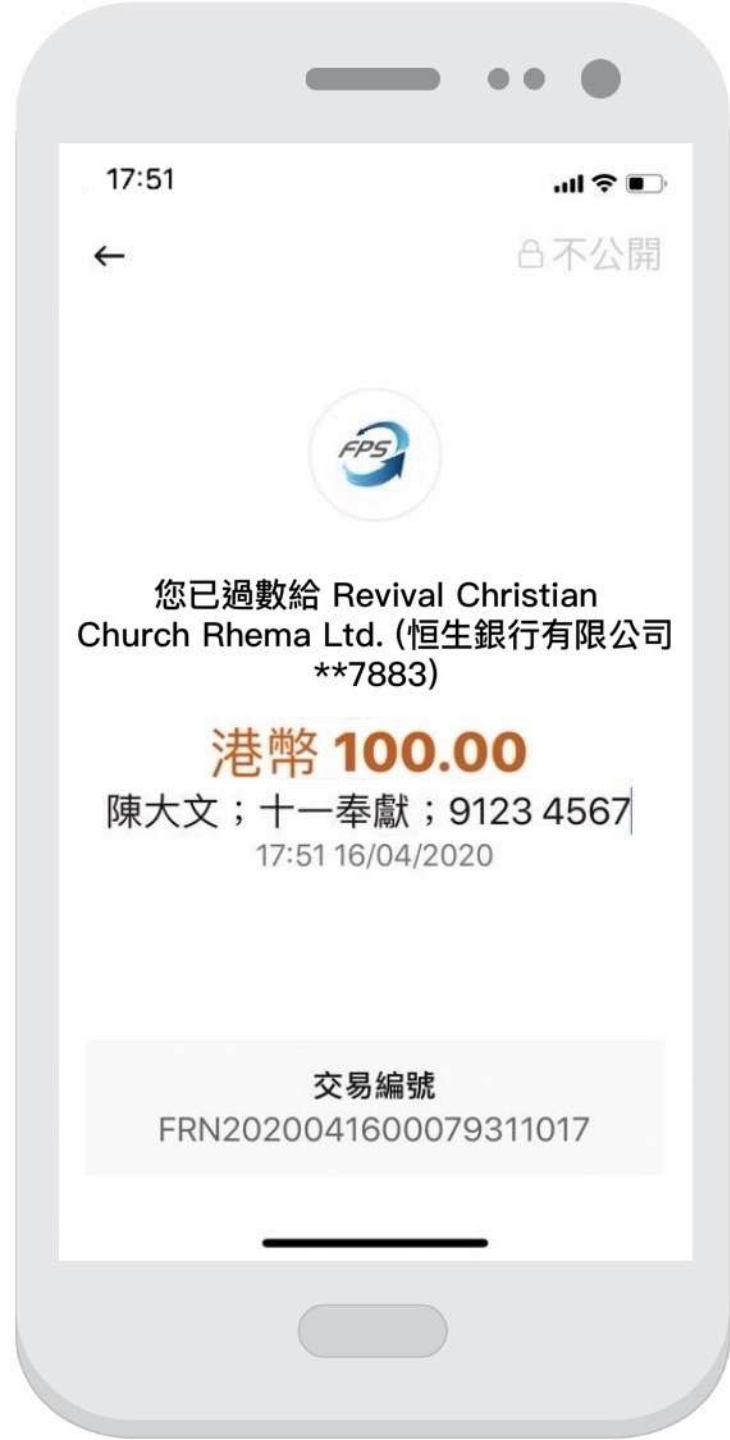 17:51
不公開
FPS
您已過數給 Revival Christian
Church Rhema Ltd. (恒生銀行有限公司
**7883)
港幣 100.00
陳大文；十一奉獻；9123 4567
17:51 16/04/2020
交易編號
FRN2020041600079311017